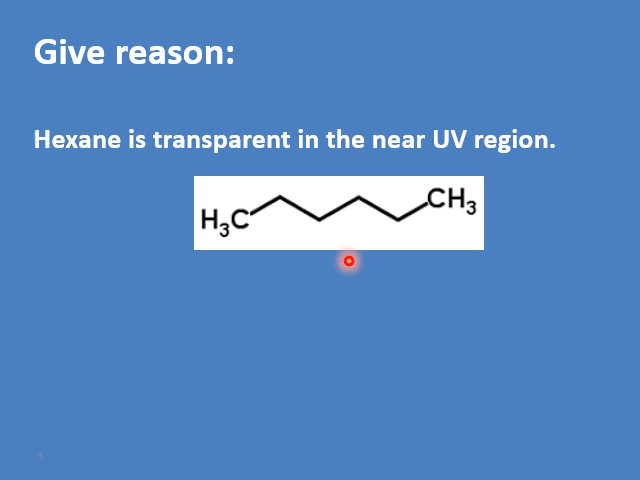 Give reason:
Hexane is transparent in the near UV region.
H₃C CH₃